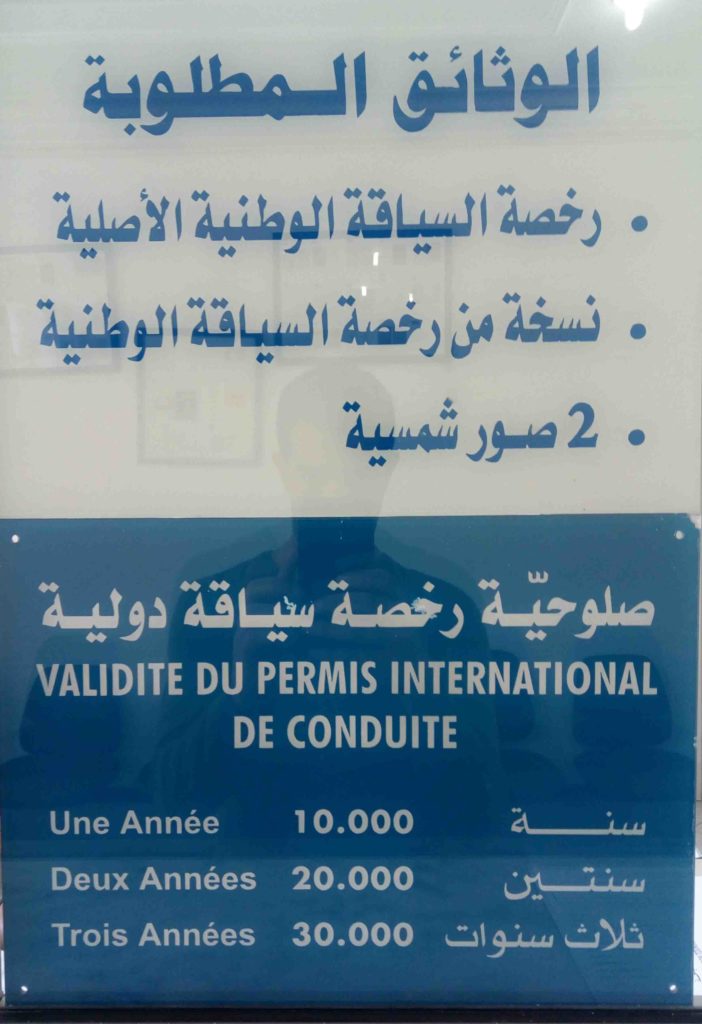 الوثائق المطلوبة
• رخصة السياقة الوطنية الأصلية
• نسخة من رخصة السياقة الوطنية
• 2 صور شمسية
صلوحيّة رخصة سياقة دولية
VALIDITE DU PERMIS INTERNATIONAL
DE CONDUITE
Une Année 10.000 سنة
Deux Années 20.000 سنتين
Trois Années 30.000 ثلاث سنوات